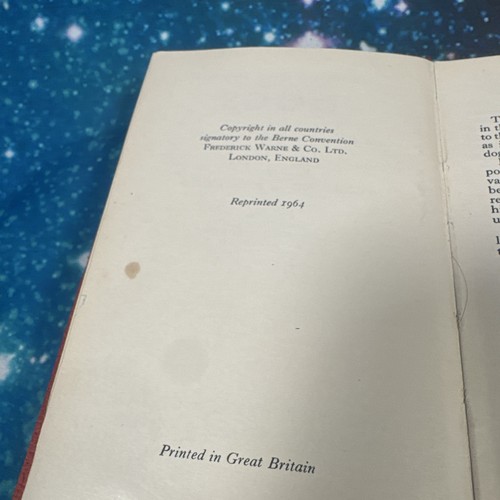 Copyright in all countries
signatory to the Berne Convention
FREDERICK WARNE & CO. LTD.
LONDON, ENGLAND
Reprinted 1964
Printed in Great Britain